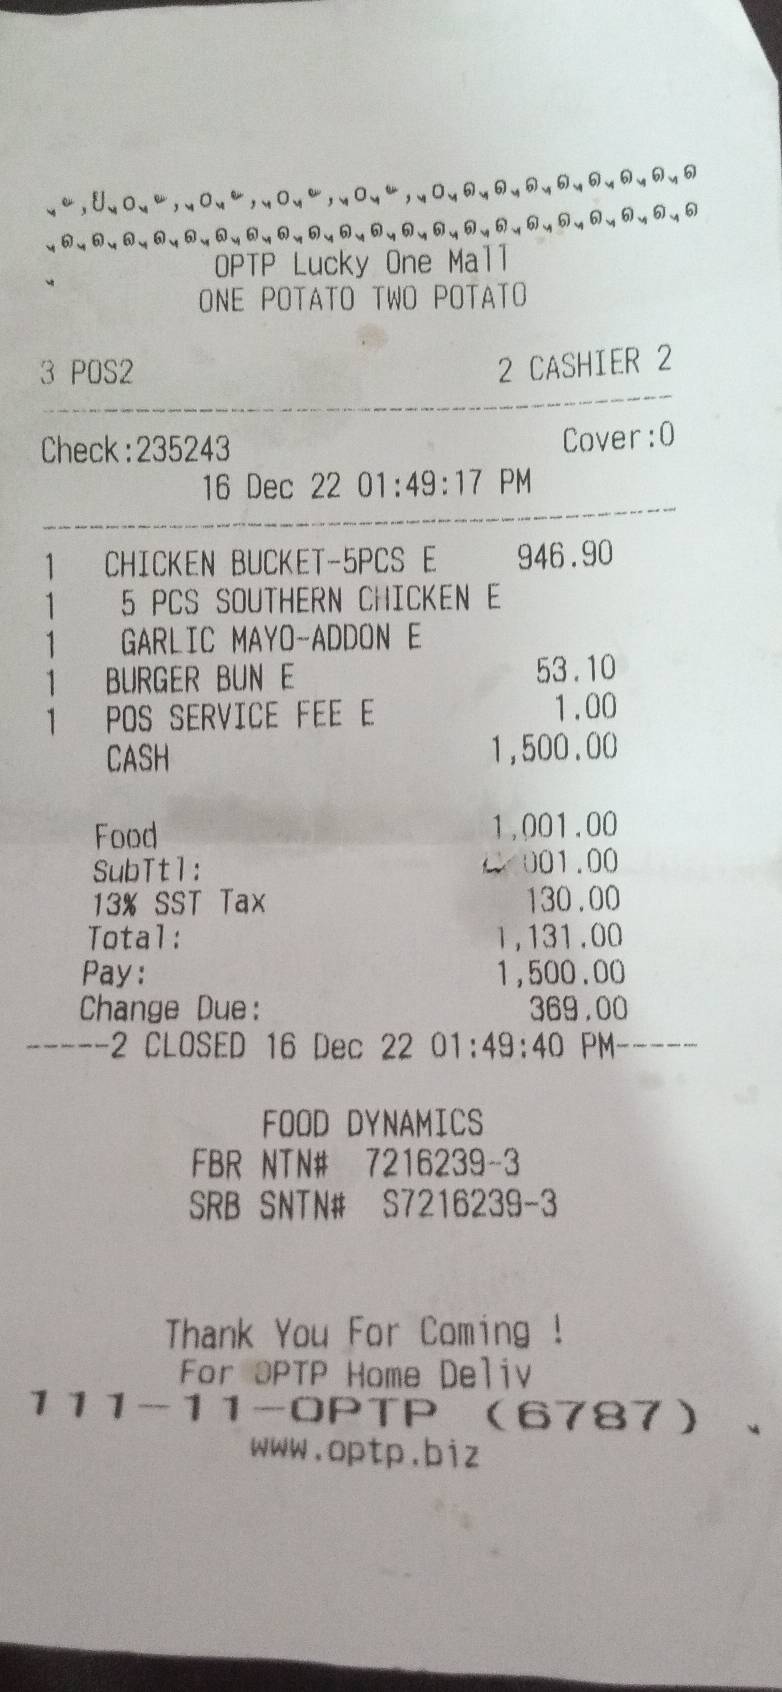 OPTP Lucky One Mall
ONE POTATO TWO POTATO
3 POS2 2 CASHIER 2
Check:235243 Cover:0
16 Dec 22 01:49:17 PM
1 CHICKEN BUCKET-5PCS E 946.90
1 5 PCS SOUTHERN CHICKEN E
1 GARLIC MAYO-ADDON E
1 BURGER BUN E 53.10
1 POS SERVICE FEE E 1.00
CASH 1,500.00
Food 1,001.00
SubTtl: 001.00
13% SST Tax 130.00
Total: 1,131.00
Pay: 1,500.00
Change Due: 369.00
-----2 CLOSED 16 Dec 22 01:49:40 PM-----
FOOD DYNAMICS
FBR NTN# 7216239-3
SRB SNTN# S7216239-3
Thank You For Coming !
For OPTP Home Deliv
111-11-OPTP (6787)
www.optp.biz